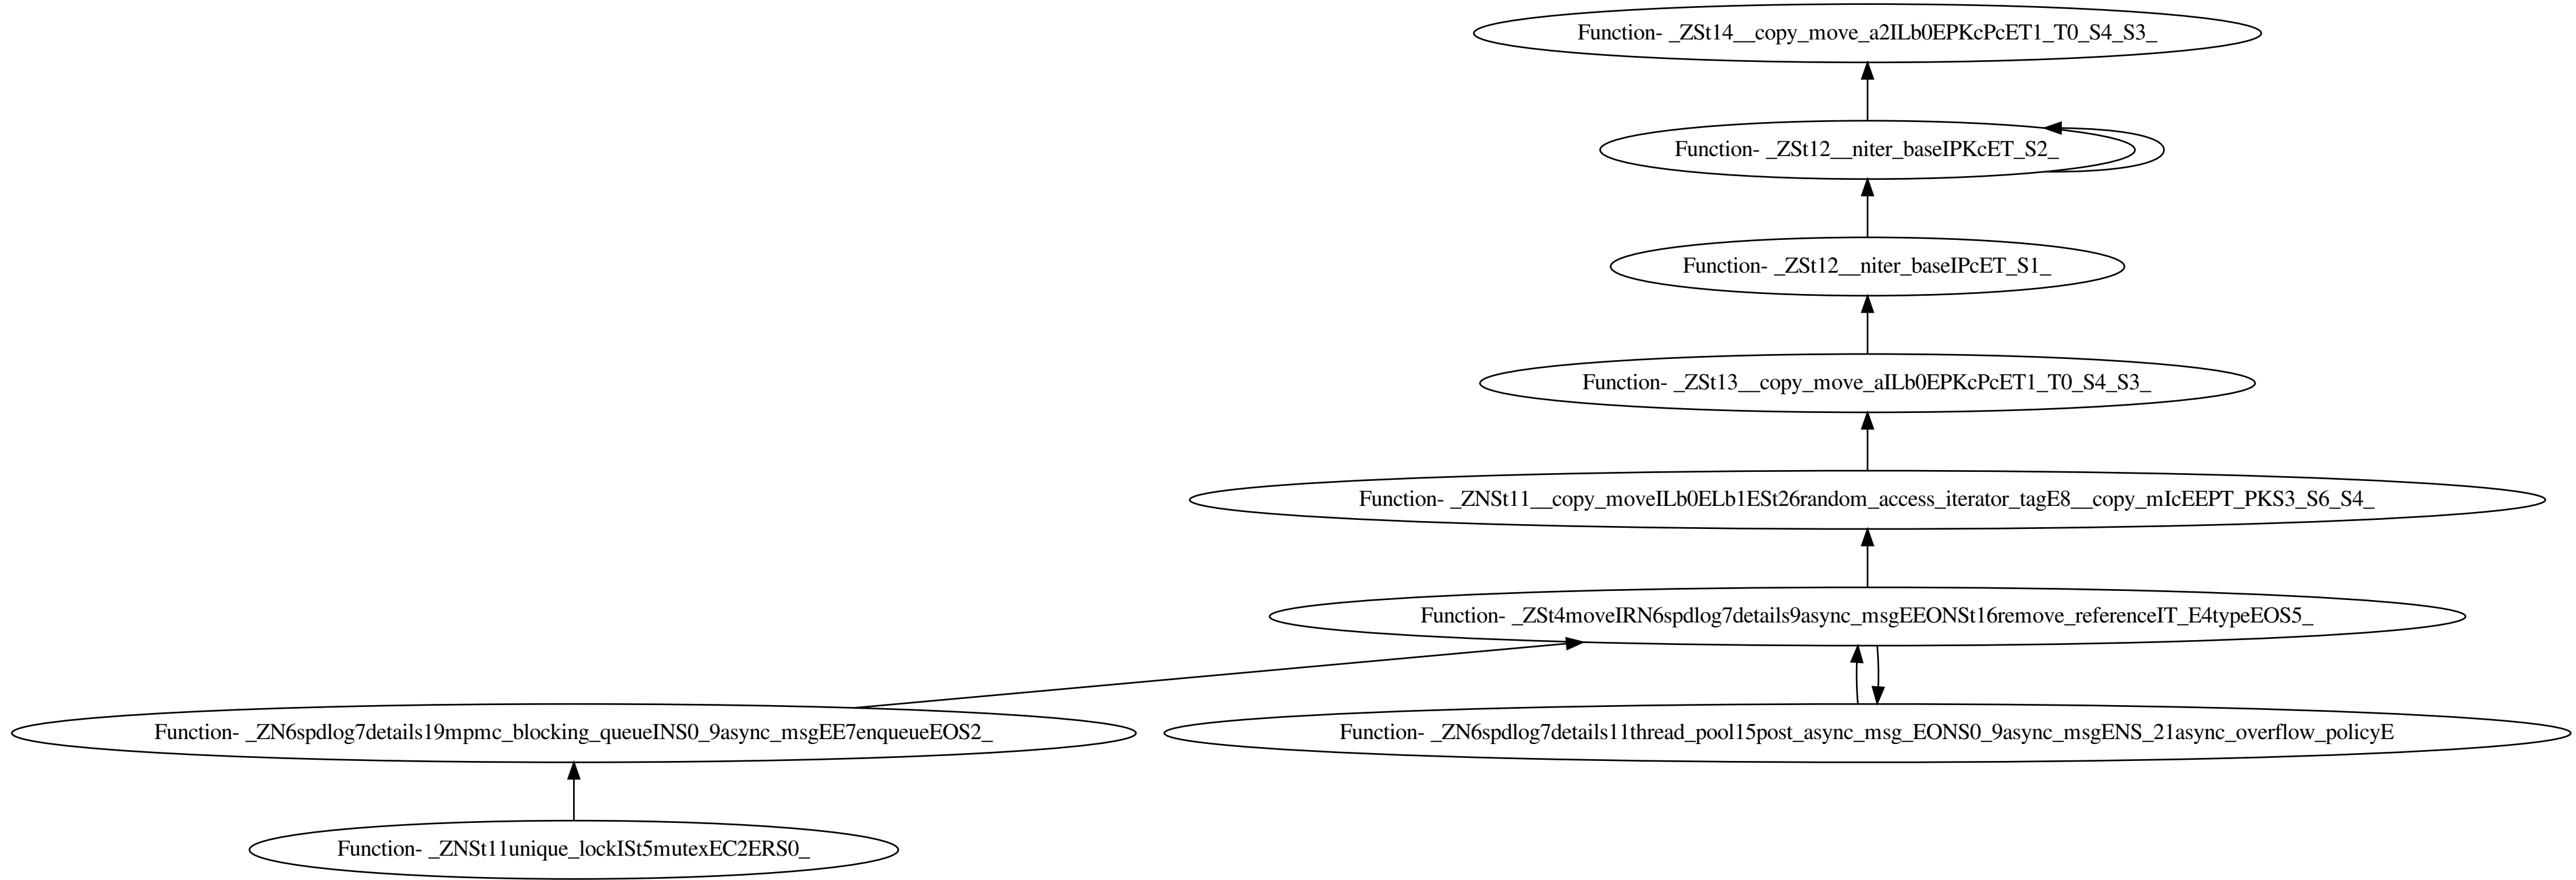 Function- _ZSt14__copy_move_a2ILb0EPKcPcET1_T0_S4_S3_
Function- _ZSt12__niter_baseIPKcET_S2_
Function- _ZSt12__niter_baseIPcET_S1_
Function- _ZSt13__copy_move_aILb0EPKcPcET1_T0_S4_S3_
Function- _ZNSt11__copy_moveILb0ELb1ESt26random_access_iterator_tagE8__copy_mIcEEPT_PKS3_S6_S4_
Function- _ZSt4moveIRN6spdlog7details9async_msgEEONSt16remove_referenceIT_E4typeEOS5_
Function- _ZN6spdlog7details19mpmc_blocking_queueINS0_9async_msgEE7enqueueEOS2_
Function- _ZN6spdlog7details11thread_pool15post_async_msg_EONS0_9async_msgENS_21async_overflow_policyE
Function- _ZNSt11unique_lockISt5mutexEC2ERS0_